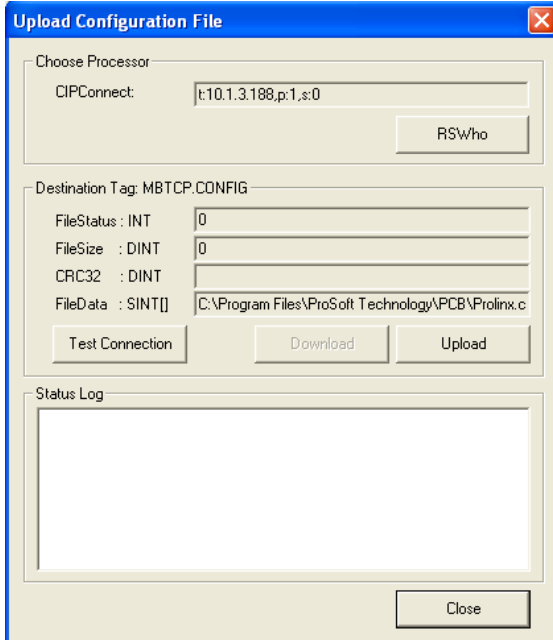 Upload Configuration File
Choose Processor
CIPConnect: t:10.1.3.188,p:1,s:0
RSWho
Destination Tag: MBTCP.CONFIG
FileStatus : INT 0
FileSize : DINT 0
CRC32 : DINT
FileData : SINT[] C:\Program Files\ProSoft Technology\PCB\Prolinx.c
Test Connection Download Upload
Status Log
Close